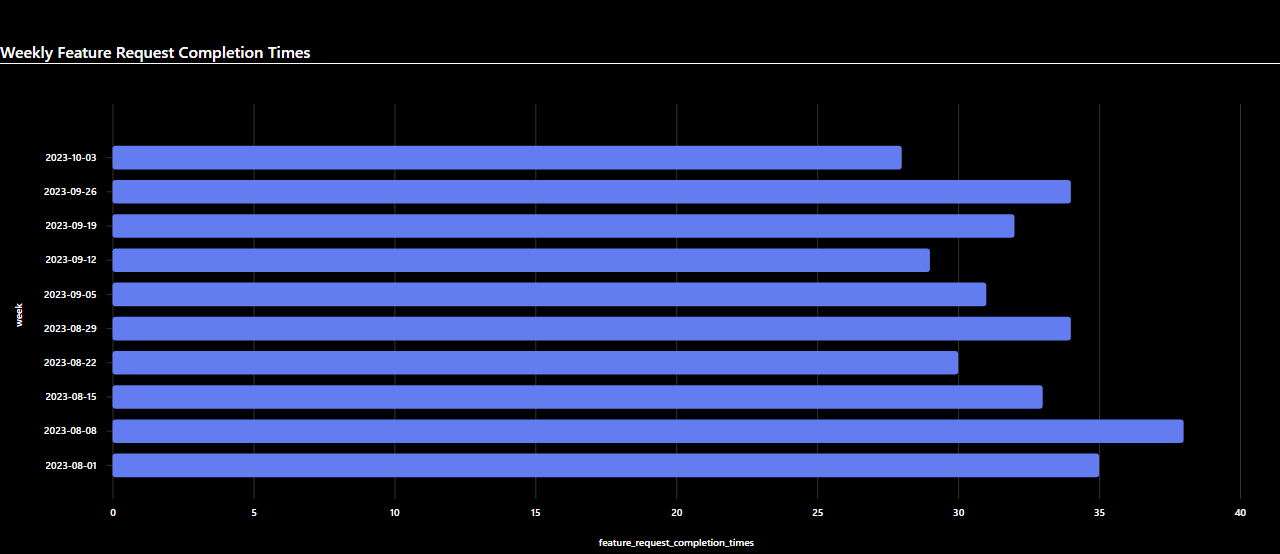 Weekly Feature Request Completion Times
2023-10-03
2023-09-26
2023-09-19
2023-09-12
2023-09-05
2023-08-29
2023-08-22
2023-08-15
2023-08-08
2023-08-01
week
0 5 10 15 20 25 30 35 40
feature_request_completion_times